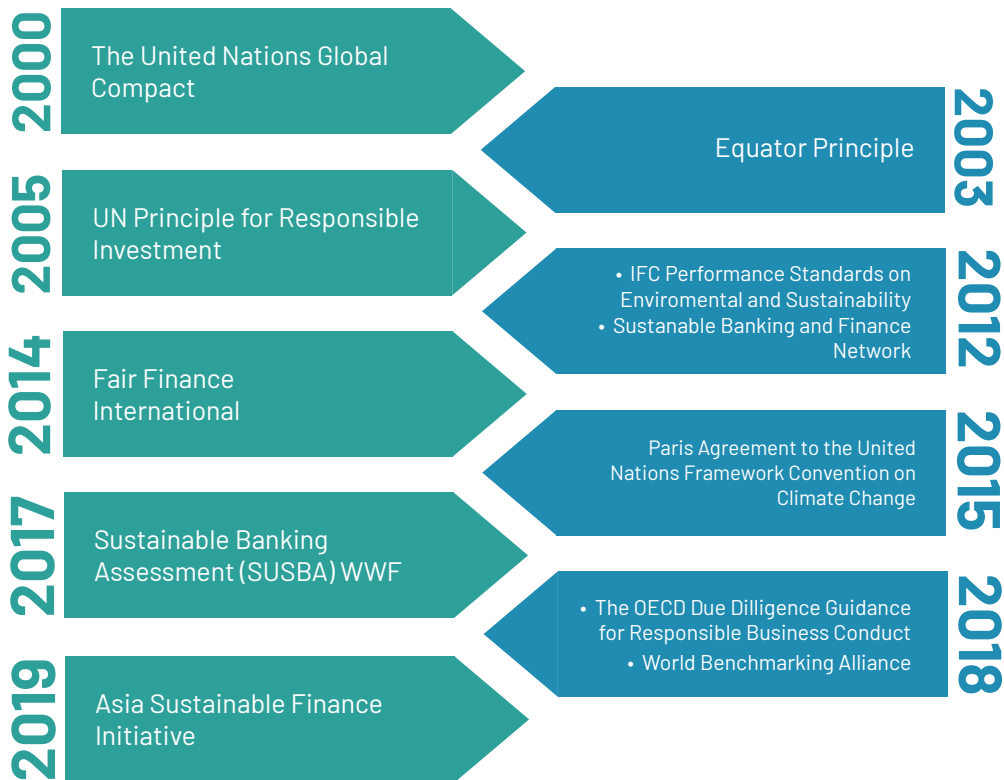 2000
The United Nations Global
Compact
2003
Equator Principle
2005
UN Principle for Responsible
Investment
2012
• IFC Performance Standards on
Enviromental and Sustainability
• Sustanable Banking and Finance
Network
2014
Fair Finance
International
2015
Paris Agreement to the United
Nations Framework Convention on
Climate Change
2017
Sustainable Banking
Assessment (SUSBA) WWF
2018
• The OECD Due Dilligence Guidance
for Responsible Business Conduct
• World Benchmarking Alliance
2019
Asia Sustainable Finance
Initiative